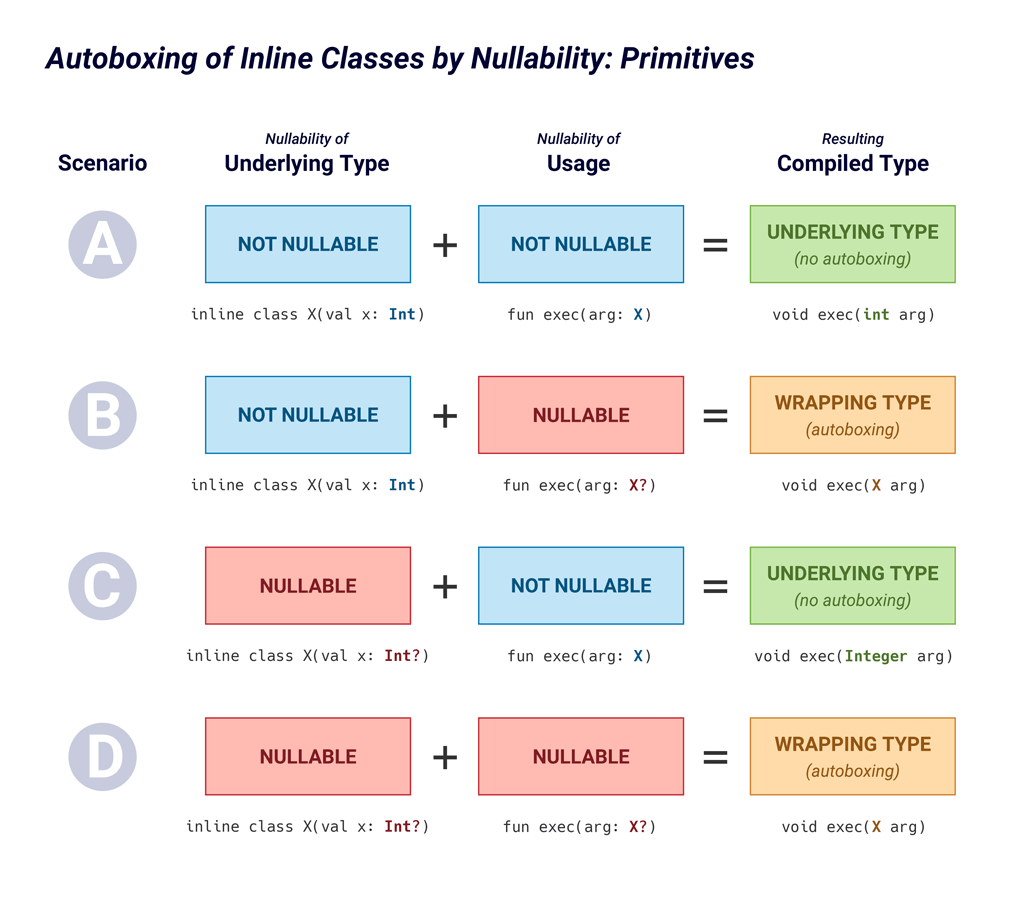 Autoboxing of Inline Classes by Nullability: Primitives
Scenario
Nullability of
Underlying Type
Nullability of
Usage
Resulting
Compiled Type
A
NOT NULLABLE
+
NOT NULLABLE
=
UNDERLYING TYPE
(no autoboxing)
inline class X(val x: Int)
fun exec(arg: X)
void exec(int arg)
B
NOT NULLABLE
+
NULLABLE
=
WRAPPING TYPE
(autoboxing)
inline class X(val x: Int)
fun exec(arg: X?)
void exec(X arg)
C
NULLABLE
+
NOT NULLABLE
=
UNDERLYING TYPE
(no autoboxing)
inline class X(val x: Int?)
fun exec(arg: X)
void exec(Integer arg)
D
NULLABLE
+
NULLABLE
=
WRAPPING TYPE
(autoboxing)
inline class X(val x: Int?)
fun exec(arg: X?)
void exec(X arg)